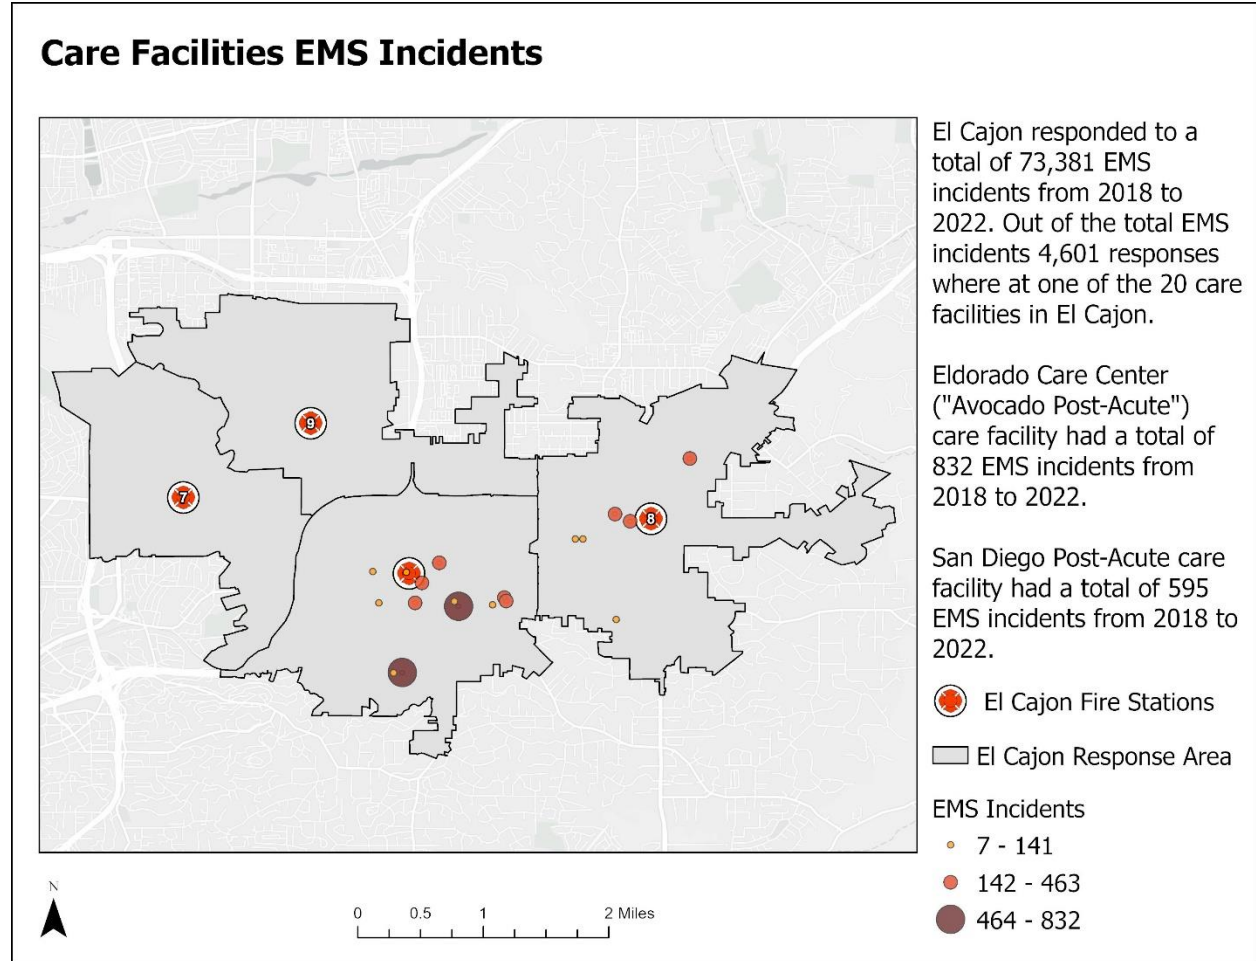 Care Facilities EMS Incidents
El Cajon responded to a
total of 73,381 EMS
incidents from 2018 to
2022. Out of the total EMS
incidents 4,601 responses
where at one of the 20 care
facilities in El Cajon.
Eldorado Care Center
("Avocado Post-Acute")
care facility had a total of
832 EMS incidents from
2018 to 2022.
San Diego Post-Acute care
facility had a total of 595
EMS incidents from 2018 to
2022.
El Cajon Fire Stations
El Cajon Response Area
EMS Incidents
7 - 141
142 - 463
464 - 832
9
7
8
N
0 0.5 1 2 Miles